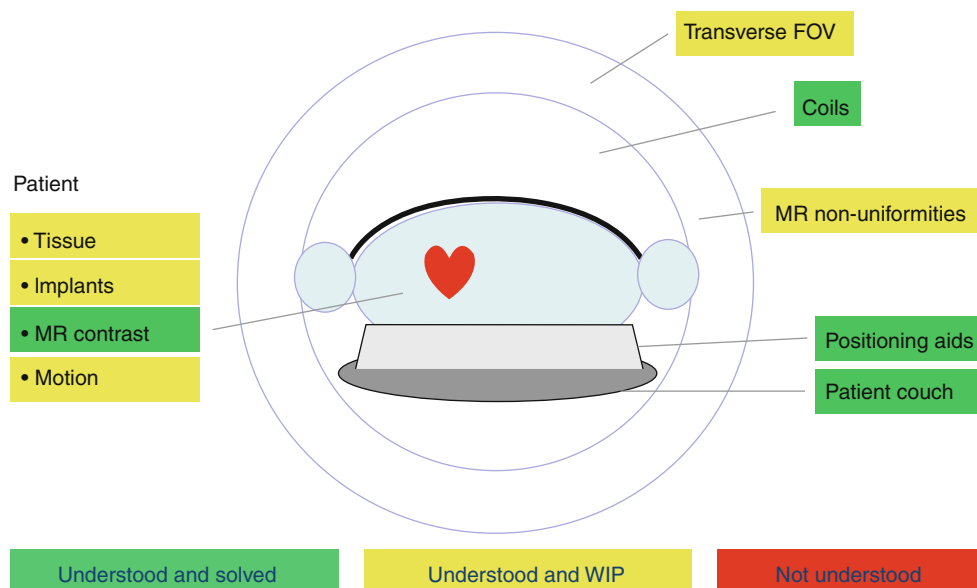 Transverse FOV
Coils
Patient
• Tissue
• Implants
• MR contrast
• Motion
MR non-uniformities
Positioning aids
Patient couch
Understood and solved
Understood and WIP
Not understood